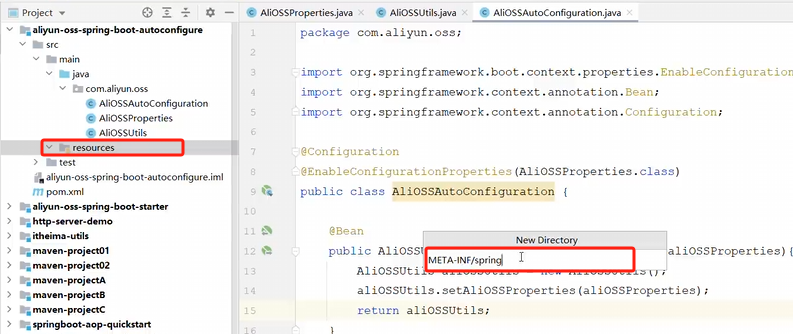 Project
AliOSSProperties.java
AliOSSUtils.java
AliOSSAutoConfiguration.java
aliyun-oss-spring-boot-autoconfigure
src
main
java
com.aliyun.oss
AliOSSAutoConfiguration
AliOSSProperties
AliOSSUtils
resources
test
aliyun-oss-spring-boot-autoconfigure.iml
pom.xml
aliyun-oss-spring-boot-starter
http-server-demo
itheima-utils
maven-project01
maven-project02
maven-projectA
maven-projectB
maven-projectC
springboot-aop-quickstart
1 package com.aliyun.oss;
2
3 import org.springframework.boot.context.properties.EnableConfiguration
4 import org.springframework.context.annotation.Bean;
5 import org.springframework.context.annotation.Configuration;
6
7 @Configuration
8 @EnableConfigurationProperties(AliOSSProperties.class)
9 public class AliOSSAutoConfiguration {
10
11 @Bean
12 public AliOSSU aliOSSProperties){
New Directory
META-INF/spring
13 AliOSSUtils
14 aliOSSUtils.setAliOSSProperties(aliOSSProperties);
15 return aliOSSUtils;
16 }